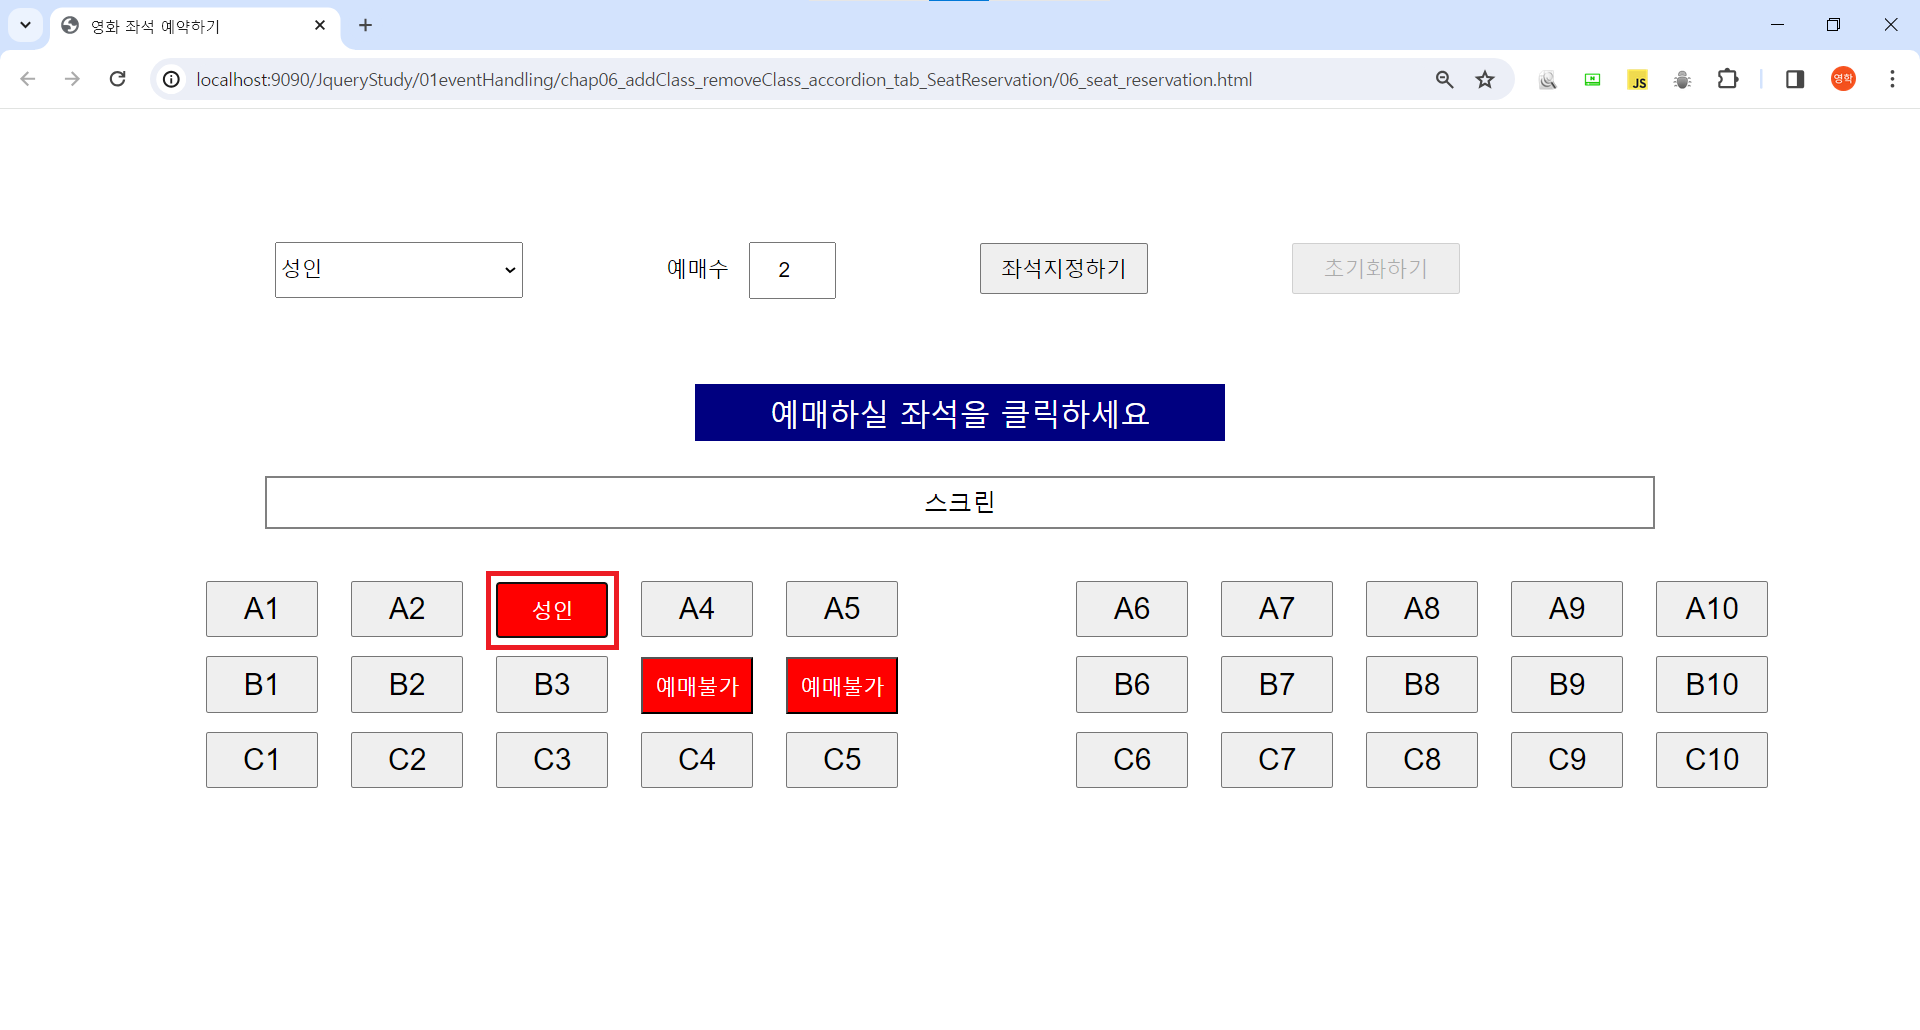 영화 좌석 예약하기
localhost:9090/JqueryStudy/01eventHandling/chap06_addClass_removeClass_accordion_tab_SeatReservation/06_seat_reservation.html
N
JS
영학
성인 예매수 2 좌석지정하기 초기화하기
예매하실 좌석을 클릭하세요
스크린
A1 A2 성인 A4 A5 A6 A7 A8 A9 A10
B1 B2 B3 예매불가 예매불가 B6 B7 B8 B9 B10
C1 C2 C3 C4 C5 C6 C7 C8 C9 C10